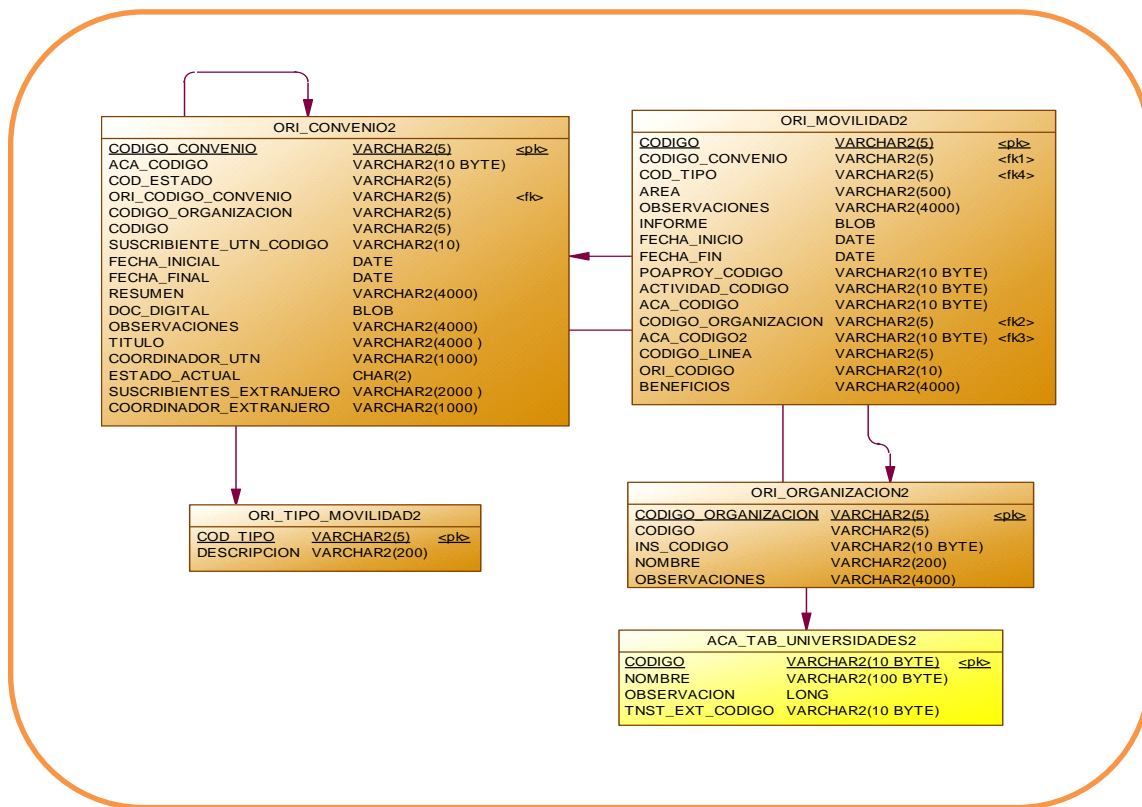 ORI_CONVENIO2
CODIGO_CONVENIO VARCHAR2(5) <pk>
ACA_CODIGO VARCHAR2(10 BYTE)
COD_ESTADO VARCHAR2(5)
ORI_CODIGO_CONVENIO VARCHAR2(5) <fk>
CODIGO_ORGANIZACION VARCHAR2(5)
CODIGO VARCHAR2(5)
SUSCRIBIENTE_UTN_CODIGO VARCHAR2(10)
FECHA_INICIAL DATE
FECHA_FINAL DATE
RESUMEN VARCHAR2(4000)
DOC_DIGITAL BLOB
OBSERVACIONES VARCHAR2(4000)
TITULO VARCHAR2(4000 )
COORDINADOR_UTN VARCHAR2(1000)
ESTADO_ACTUAL CHAR(2)
SUSCRIBIENTES_EXTRANJERO VARCHAR2(2000 )
COORDINADOR_EXTRANJERO VARCHAR2(1000)
ORI_MOVILIDAD2
CODIGO VARCHAR2(5) <pk>
CODIGO_CONVENIO VARCHAR2(5) <fk1>
COD_TIPO VARCHAR2(5) <fk4>
AREA VARCHAR2(500)
OBSERVACIONES VARCHAR2(4000)
INFORME BLOB
FECHA_INICIO DATE
FECHA_FIN DATE
POAPROY_CODIGO VARCHAR2(10 BYTE)
ACTIVIDAD_CODIGO VARCHAR2(10 BYTE)
ACA_CODIGO VARCHAR2(10 BYTE)
CODIGO_ORGANIZACION VARCHAR2(5) <fk2>
ACA_CODIGO2 VARCHAR2(10 BYTE) <fk3>
CODIGO_LINEA VARCHAR2(5)
ORI_CODIGO VARCHAR2(10)
BENEFICIOS VARCHAR2(4000)
ORI_TIPO_MOVILIDAD2
COD_TIPO VARCHAR2(5) <pk>
DESCRIPCION VARCHAR2(200)
ORI_ORGANIZACION2
CODIGO_ORGANIZACION VARCHAR2(5) <pk>
CODIGO VARCHAR2(5)
INS_CODIGO VARCHAR2(10 BYTE)
NOMBRE VARCHAR2(200)
OBSERVACIONES VARCHAR2(4000)
ACA_TAB_UNIVERSIDADES2
CODIGO VARCHAR2(10 BYTE) <pk>
NOMBRE VARCHAR2(100 BYTE)
OBSERVACION LONG
TNST_EXT_CODIGO VARCHAR2(10 BYTE)